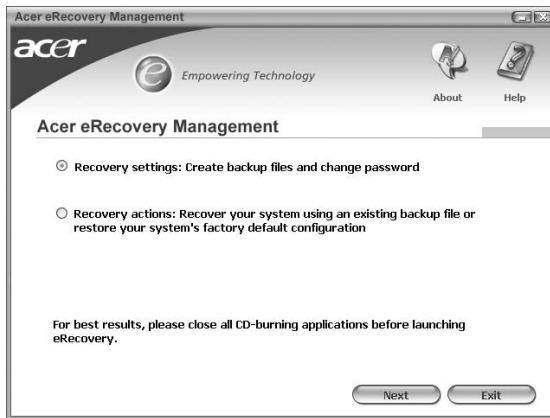 Acer eRecovery Management
acer
e
Empowering Technology
About
Help
Acer eRecovery Management
Recovery settings: Create backup files and change password
Recovery actions: Recover your system using an existing backup file or
restore your system's factory default configuration
For best results, please close all CD-burning applications before launching
eRecovery.
Next
Exit